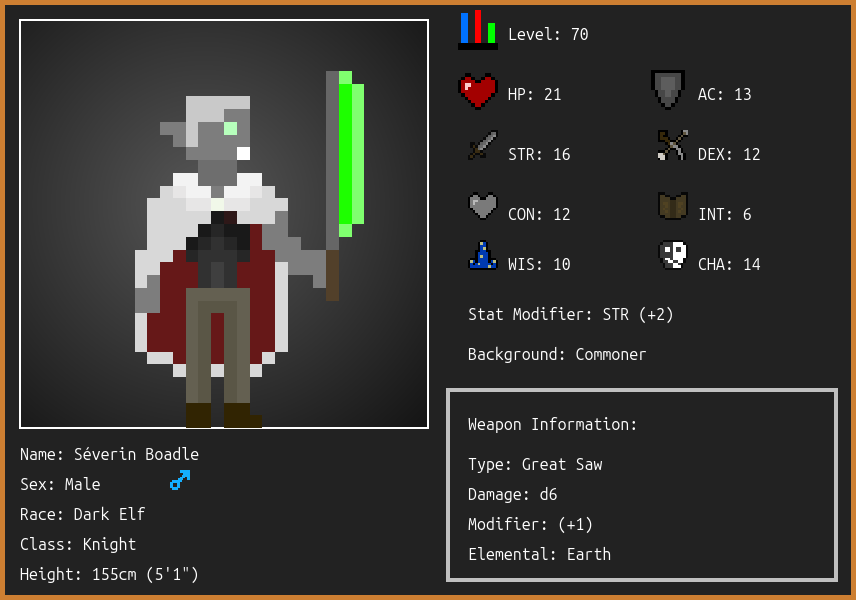 Level: 70
HP: 21
AC: 13
STR: 16
DEX: 12
CON: 12
INT: 6
WIS: 10
CHA: 14
Stat Modifier: STR (+2)
Background: Commoner
Weapon Information:
Type: Great Saw
Damage: d6
Modifier: (+1)
Elemental: Earth
Name: Séverin Boadle
Sex: Male
Race: Dark Elf
Class: Knight
Height: 155cm (5'1")